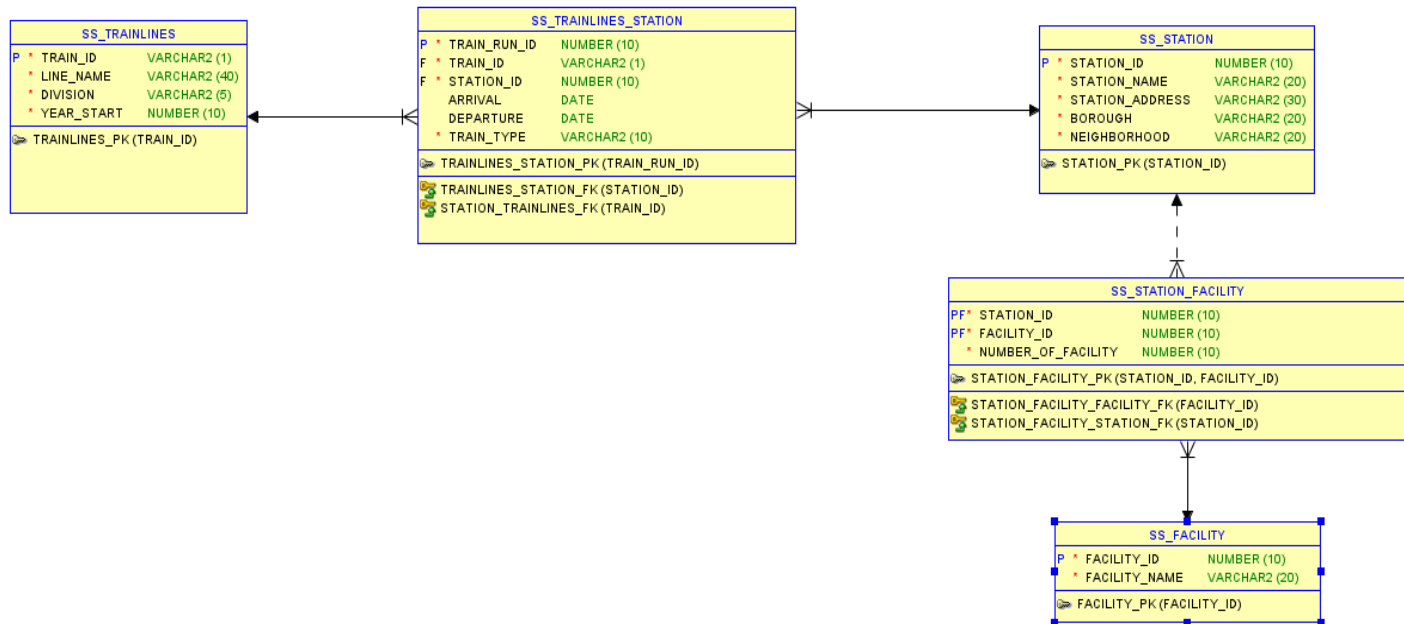 SS_TRAINLINES
P * TRAIN_ID VARCHAR2 (1)
* LINE_NAME VARCHAR2 (40)
* DIVISION VARCHAR2 (5)
* YEAR_START NUMBER (10)
TRAINLINES_PK (TRAIN_ID)
SS_TRAINLINES_STATION
P * TRAIN_RUN_ID NUMBER (10)
F * TRAIN_ID VARCHAR2 (1)
F * STATION_ID NUMBER (10)
ARRIVAL DATE
DEPARTURE DATE
* TRAIN_TYPE VARCHAR2 (10)
TRAINLINES_STATION_PK (TRAIN_RUN_ID)
TRAINLINES_STATION_FK (STATION_ID)
STATION_TRAINLINES_FK (TRAIN_ID)
SS_STATION
P * STATION_ID NUMBER (10)
* STATION_NAME VARCHAR2 (20)
* STATION_ADDRESS VARCHAR2 (30)
* BOROUGH VARCHAR2 (20)
* NEIGHBORHOOD VARCHAR2 (20)
STATION_PK (STATION_ID)
SS_STATION_FACILITY
PF* STATION_ID NUMBER (10)
PF* FACILITY_ID NUMBER (10)
* NUMBER_OF_FACILITY NUMBER (10)
STATION_FACILITY_PK (STATION_ID, FACILITY_ID)
STATION_FACILITY_FACILITY_FK (FACILITY_ID)
STATION_FACILITY_STATION_FK (STATION_ID)
SS_FACILITY
P * FACILITY_ID NUMBER (10)
* FACILITY_NAME VARCHAR2 (20)
FACILITY_PK (FACILITY_ID)